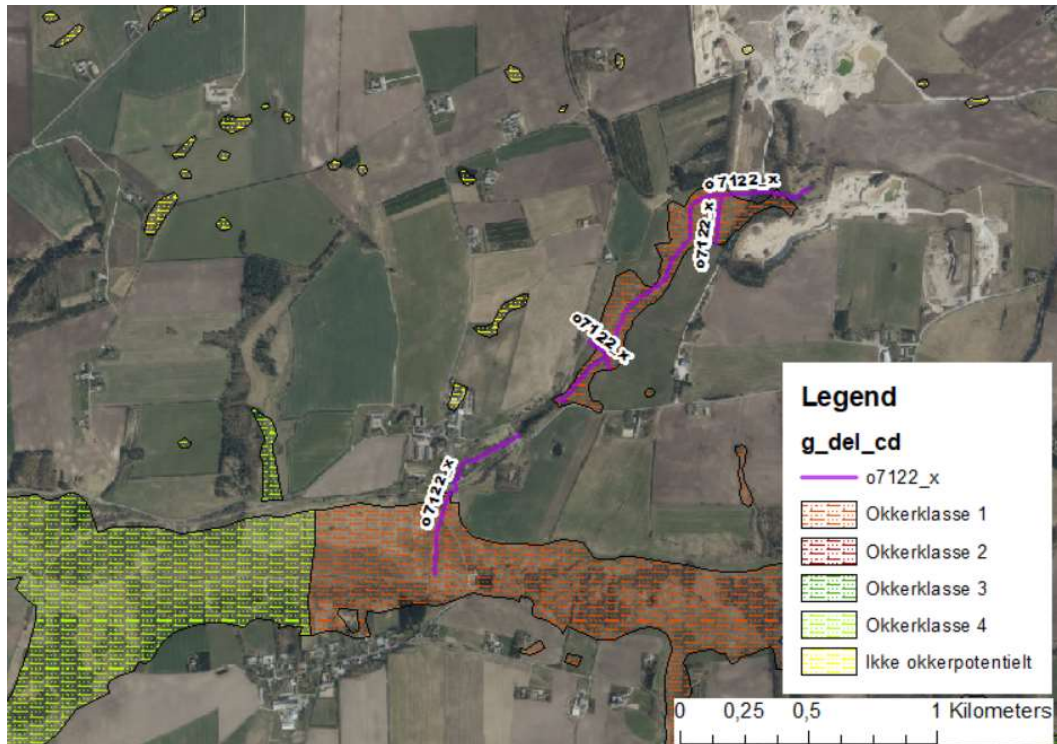 o7122_x
o7122_x
o7122_x
o7122_x
Legend
g_del_cd
o7122_x
Okkerklasse 1
Okkerklasse 2
Okkerklasse 3
Okkerklasse 4
Ikke okkerpotentielt
0 0,25 0,5 1 Kilometers